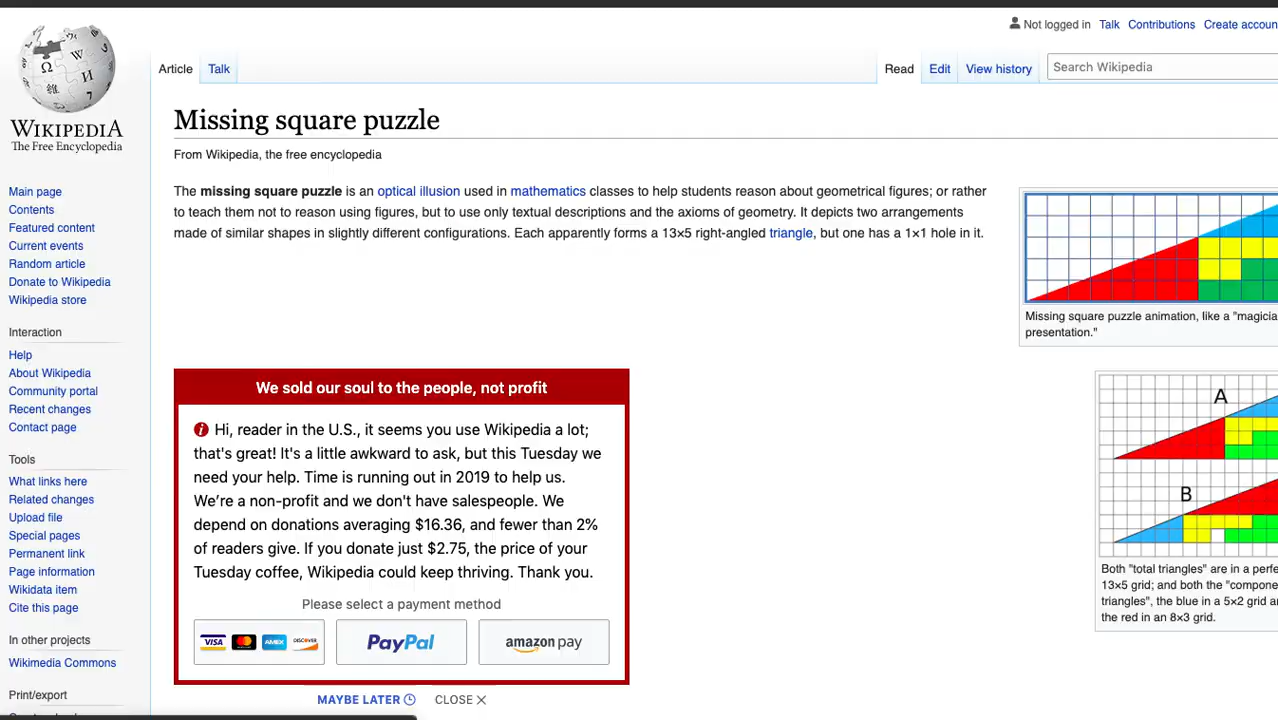 Not logged in Talk Contributions Create accoun
Article Talk Read Edit View history Search Wikipedia
WIKIPEDIA
The Free Encyclopedia
Main page
Contents
Featured content
Current events
Random article
Donate to Wikipedia
Wikipedia store
Interaction
Help
About Wikipedia
Community portal
Recent changes
Contact page
Tools
What links here
Related changes
Upload file
Special pages
Permanent link
Page information
Wikidata item
Cite this page
In other projects
Wikimedia Commons
Print/export
Missing square puzzle
From Wikipedia, the free encyclopedia
The missing square puzzle is an optical illusion used in mathematics classes to help students reason about geometrical figures; or rather
to teach them not to reason using figures, but to use only textual descriptions and the axioms of geometry. It depicts two arrangements
made of similar shapes in slightly different configurations. Each apparently forms a 13×5 right-angled triangle, but one has a 1×1 hole in it.
We sold our soul to the people, not profit
Hi, reader in the U.S., it seems you use Wikipedia a lot;
that's great! It's a little awkward to ask, but this Tuesday we
need your help. Time is running out in 2019 to help us.
We're a non-profit and we don't have salespeople. We
depend on donations averaging $16.36, and fewer than 2%
of readers give. If you donate just $2.75, the price of your
Tuesday coffee, Wikipedia could keep thriving. Thank you.
Please select a payment method
VISA AMEX DISCOVER PayPal amazon pay
MAYBE LATER CLOSE
Missing square puzzle animation, like a "magicia
presentation."
A
B
Both "total triangles" are in a perfe
13×5 grid; and both the "compone
triangles", the blue in a 5×2 grid a
the red in an 8×3 grid.